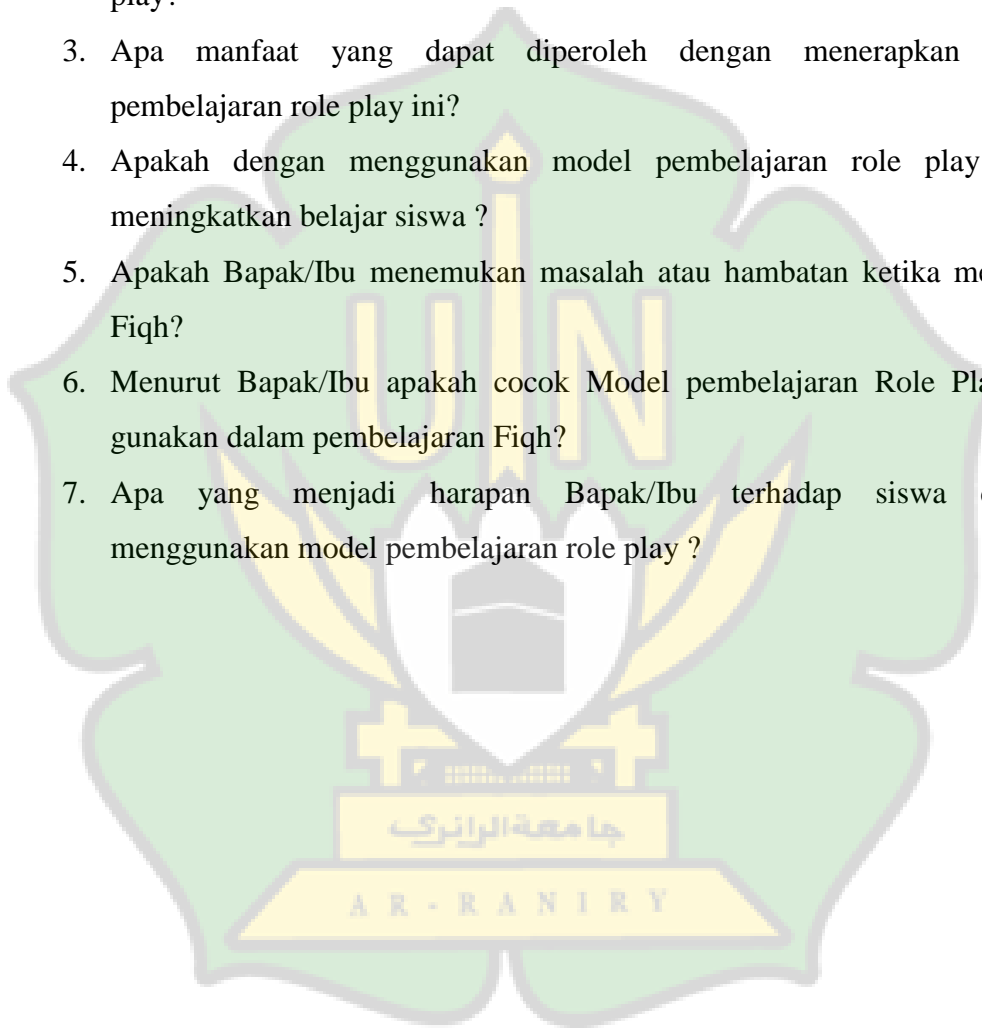 play?
3. Apa manfaat yang dapat diperoleh dengan menerapkan
pembelajaran role play ini?
4. Apakah dengan menggunakan model pembelajaran role play
meningkatkan belajar siswa ?
5. Apakah Bapak/Ibu menemukan masalah atau hambatan ketika
Fiqh?
6. Menurut Bapak/Ibu apakah cocok Model pembelajaran Role
gunakan dalam pembelajaran Fiqh?
7. Apa yang menjadi harapan Bapak/Ibu terhadap siswa
menggunakan model pembelajaran role play ?
UIN
جامعة الرانري
AR-RANIRY